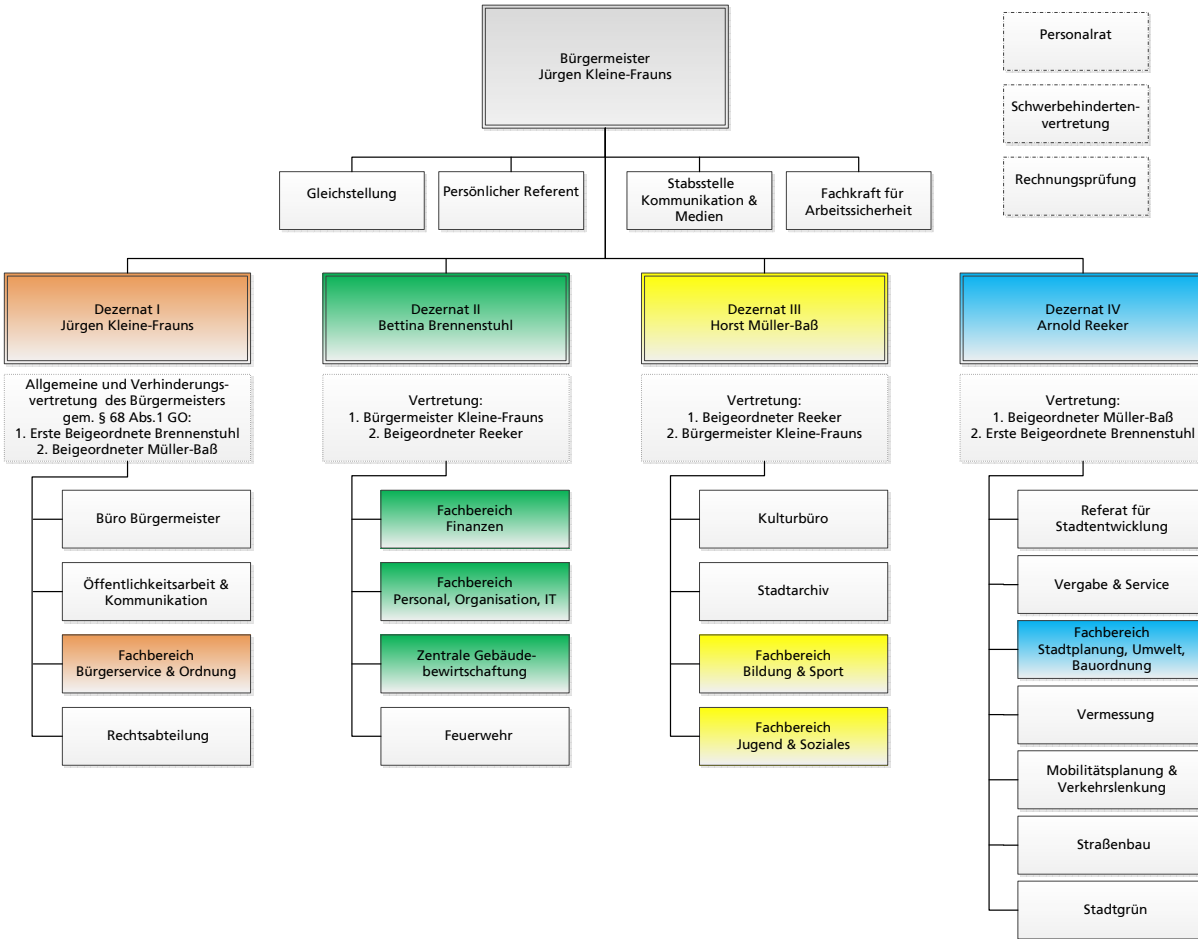 Bürgermeister
Jürgen Kleine-Frauns
Personalrat
Schwerbehinderten-
vertretung
Rechnungsprüfung
Gleichstellung
Persönlicher Referent
Stabsstelle
Kommunikation &
Medien
Fachkraft für
Arbeitssicherheit
Dezernat I
Jürgen Kleine-Frauns
Allgemeine und Verhinderungs-
vertretung des Bürgermeisters
gem. § 68 Abs.1 GO:
1. Erste Beigeordnete Brennenstuhl
2. Beigeordneter Müller-Baß
Büro Bürgermeister
Öffentlichkeitsarbeit &
Kommunikation
Fachbereich
Bürgerservice & Ordnung
Rechtsabteilung
Dezernat II
Bettina Brennenstuhl
Vertretung:
1. Bürgermeister Kleine-Frauns
2. Beigeordneter Reeker
Fachbereich
Finanzen
Fachbereich
Personal, Organisation, IT
Zentrale Gebäude-
bewirtschaftung
Feuerwehr
Dezernat III
Horst Müller-Baß
Vertretung:
1. Beigeordneter Reeker
2. Bürgermeister Kleine-Frauns
Kulturbüro
Stadtarchiv
Fachbereich
Bildung & Sport
Fachbereich
Jugend & Soziales
Dezernat IV
Arnold Reeker
Vertretung:
1. Beigeordneter Müller-Baß
2. Erste Beigeordnete Brennenstuhl
Referat für
Stadtentwicklung
Vergabe & Service
Fachbereich
Stadtplanung, Umwelt,
Bauordnung
Vermessung
Mobilitätsplanung &
Verkehrslenkung
Straßenbau
Stadtgrün